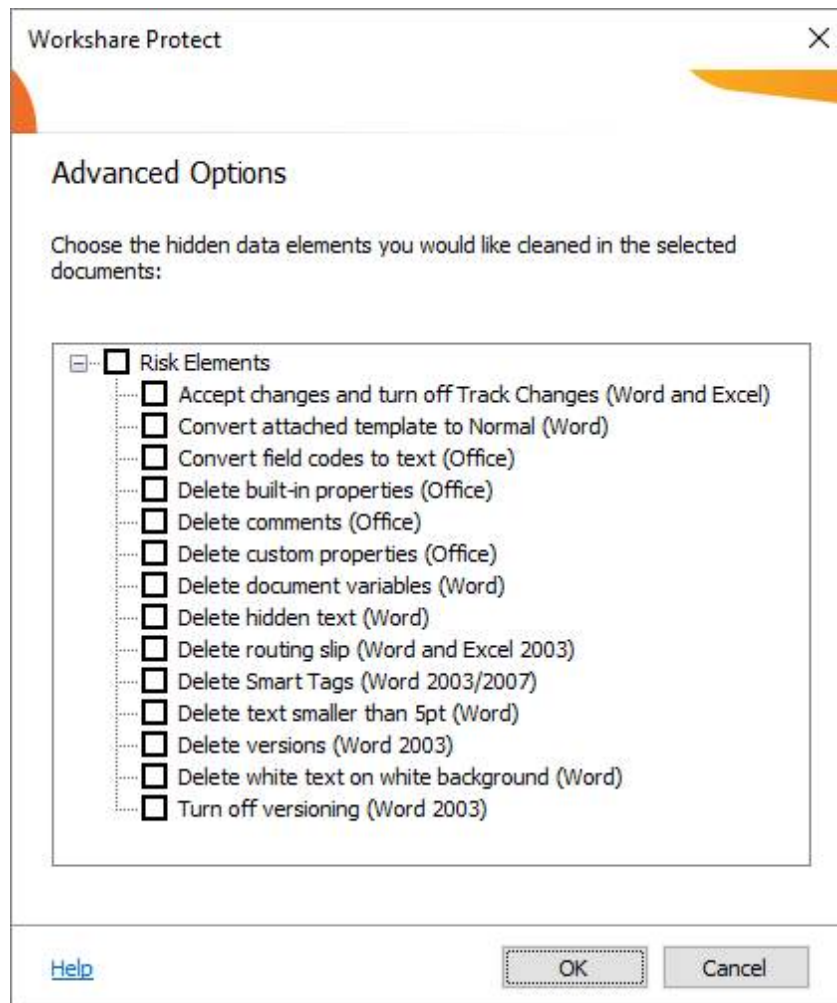 Workshare Protect
Advanced Options
Choose the hidden data elements you would like cleaned in the selected
documents:
Risk Elements
Accept changes and turn off Track Changes (Word and Excel)
Convert attached template to Normal (Word)
Convert field codes to text (Office)
Delete built-in properties (Office)
Delete comments (Office)
Delete custom properties (Office)
Delete document variables (Word)
Delete hidden text (Word)
Delete routing slip (Word and Excel 2003)
Delete Smart Tags (Word 2003/2007)
Delete text smaller than 5pt (Word)
Delete versions (Word 2003)
Delete white text on white background (Word)
Turn off versioning (Word 2003)
Help OK Cancel